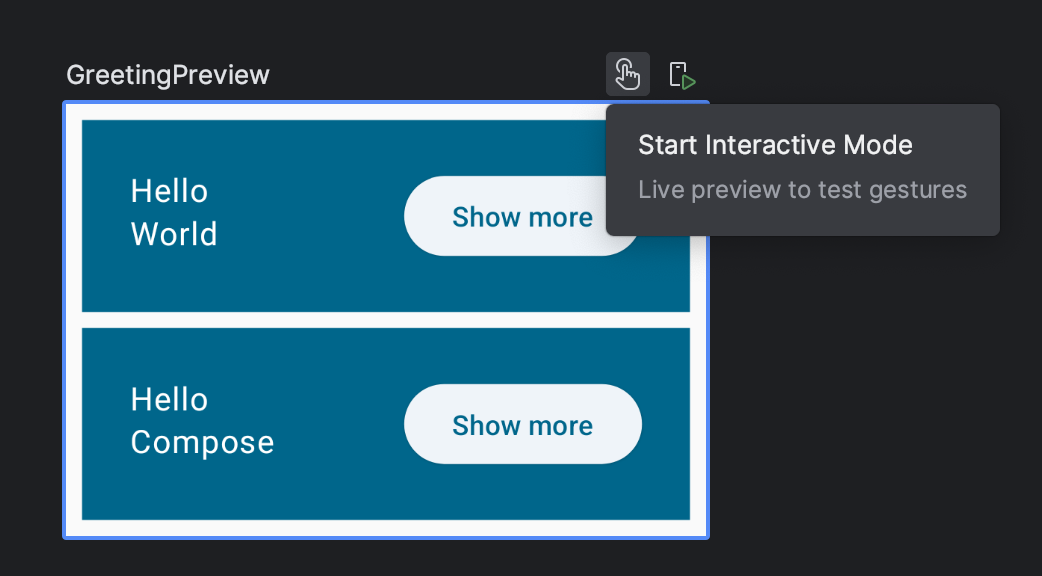 GreetingPreview
Start Interactive Mode
Live preview to test gestures
Hello
World
Show more
Hello
Compose
Show more